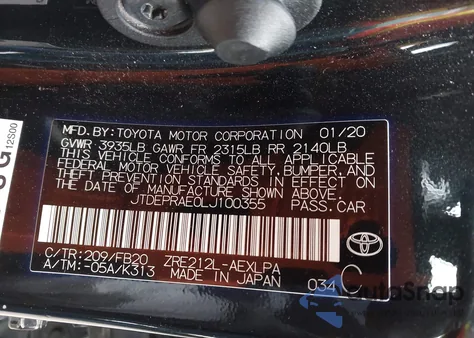 MFD. BY: TOYOTA MOTOR CORPORATION 01/20
GVWR 3935LB GAWR FR 2315LB RR 2140LB
THIS VEHICLE CONFORMS TO ALL APPLICABLE
FEDERAL MOTOR VEHICLE SAFETY, BUMPER, AND
THEFT PREVENTION STANDARDS IN EFFECT ON
THE DATE OF MANUFACTURE SHOWN ABOVE.
JTDEPRAE0LJ100355 PASS.CAR
C/TR:209/FB20 ZRE212L-AEXLPA
A/TM:-05A/K313 MADE IN JAPAN 034 C
12S00
AutoSnap